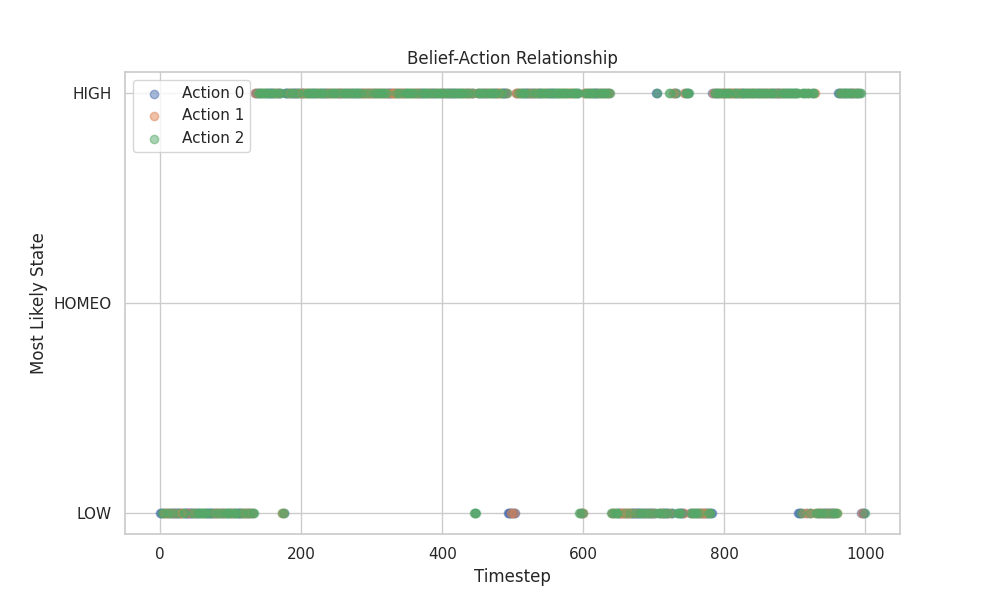 Belief-Action Relationship
HIGH
HOMEO
LOW
Most Likely State
Action 0
Action 1
Action 2
0
200
400
600
800
1000
Timestep